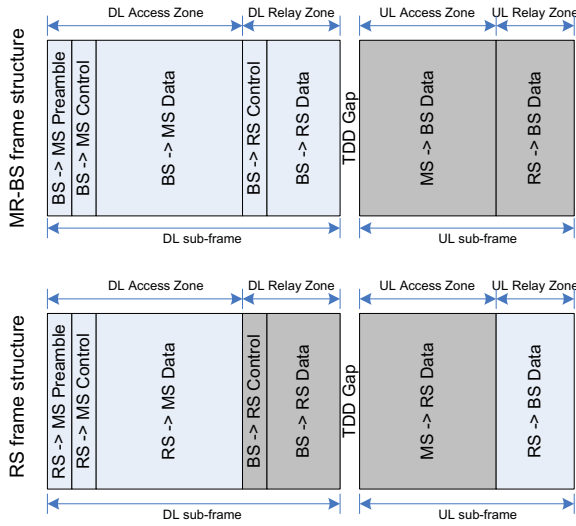 DL Access Zone
DL Relay Zone
UL Access Zone
UL Relay Zone
MR-BS frame structure
BS -> MS Preamble
BS -> MS Control
BS -> MS Data
BS -> RS Control
BS -> RS Data
TDD Gap
MS -> BS Data
RS -> BS Data
DL sub-frame
UL sub-frame
DL Access Zone
DL Relay Zone
UL Access Zone
UL Relay Zone
RS frame structure
RS -> MS Preamble
RS -> MS Control
RS -> MS Data
BS -> RS Control
BS -> RS Data
TDD Gap
MS -> RS Data
RS -> BS Data
DL sub-frame
UL sub-frame